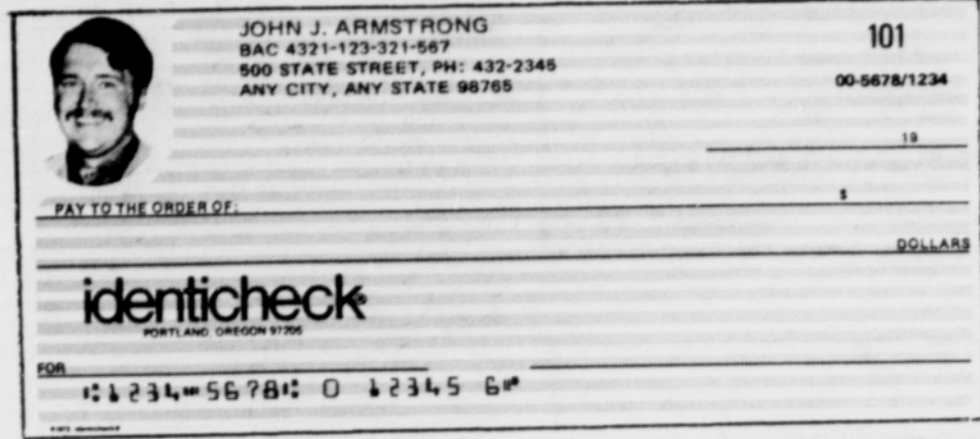 JOHN J. ARMSTRONG
101
BAC 4321-123-321-567
500 STATE STREET, PH: 432-2345
ANY CITY, ANY STATE 98765
00-5678/1234
19
PAY TO THE ORDER OF:
$
DOLLARS
identicheck®
PORTLAND, OREGON 97205
FOR
⑆1234⑉5678⑆ 0 12345 6⑈